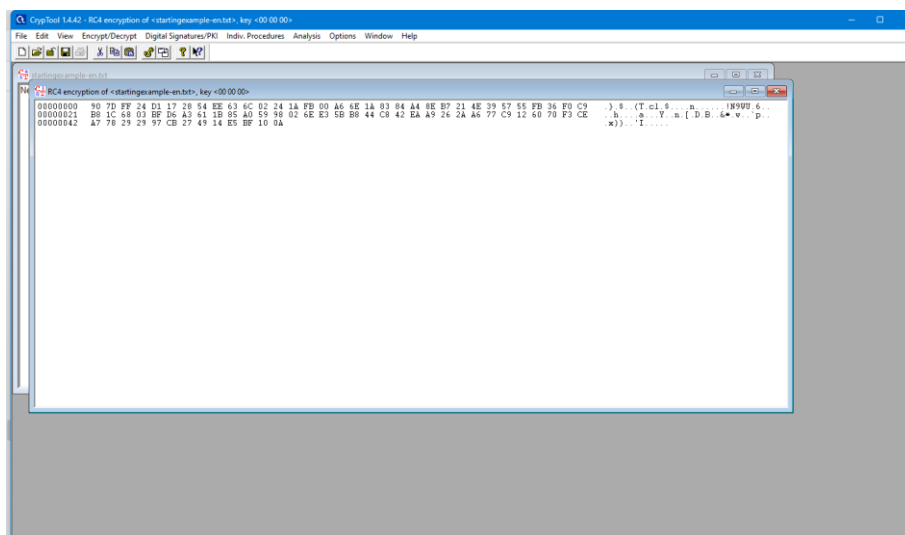 CrypTool 1.4.42 - RC4 encryption of <startingexample-en.txt>, key <00 00 00>
File Edit View Encrypt/Decrypt Digital Signatures/PKI Indiv. Procedures Analysis Options Window Help
startingexample-en.txt
Ne
RC4 encryption of <startingexample-en.txt>, key <00 00 00>
00000000 90 7D FF 24 D1 17 28 54 EE 63 6C 02 24 1A FB 00 A6 6E 1A 83 84 A4 8E B7 21 4E 39 57 55 FB 36 F0 C9 .}.$..(T.cl.$....n......!N9WU.6..
00000021 B8 1C 68 03 BF D6 A3 61 1B 85 A0 59 98 02 6E E3 5B B8 44 C8 42 EA A9 26 2A A6 77 C9 12 60 70 F3 CE ..h....a...Y..n.[.D.B..&*.w..`p..
00000042 A7 78 29 29 97 CB 27 49 14 E5 BF 10 0A .x))..'I.....